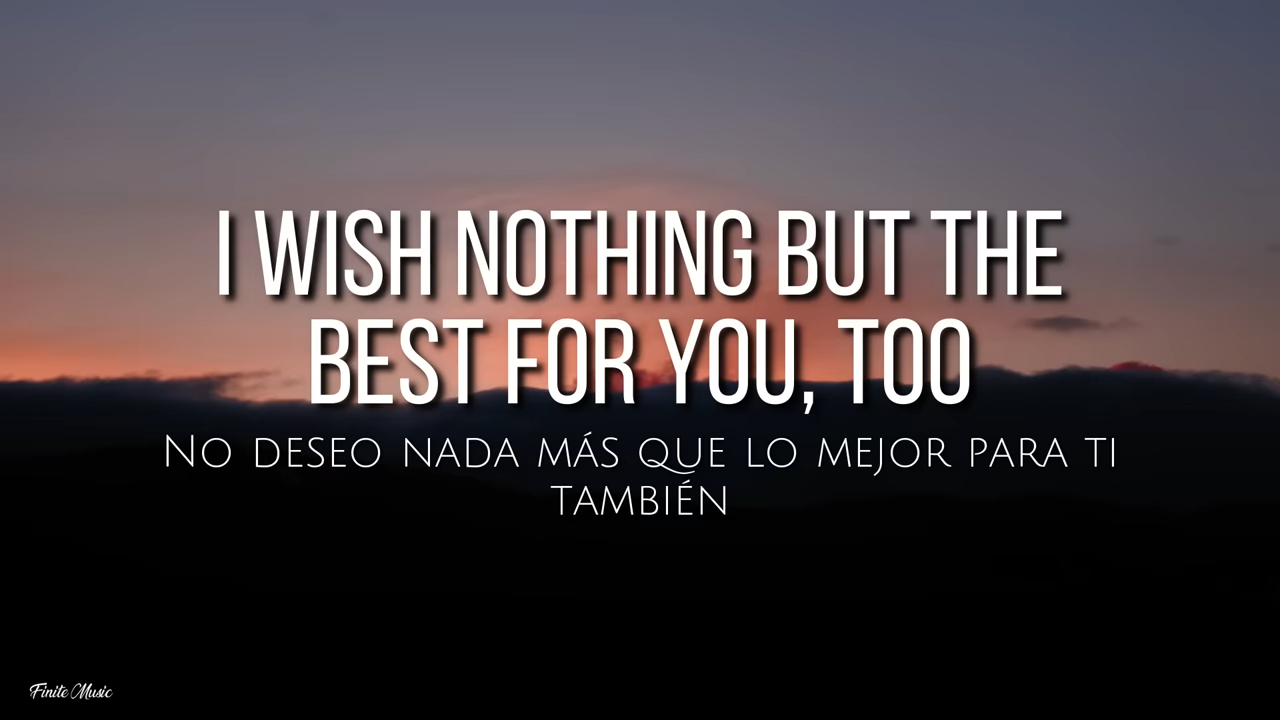 I WISH NOTHING BUT THE
BEST FOR YOU, TOO
NO DESEO NADA MÁS QUE LO MEJOR PARA TI
TAMBIÉN
Finite Music